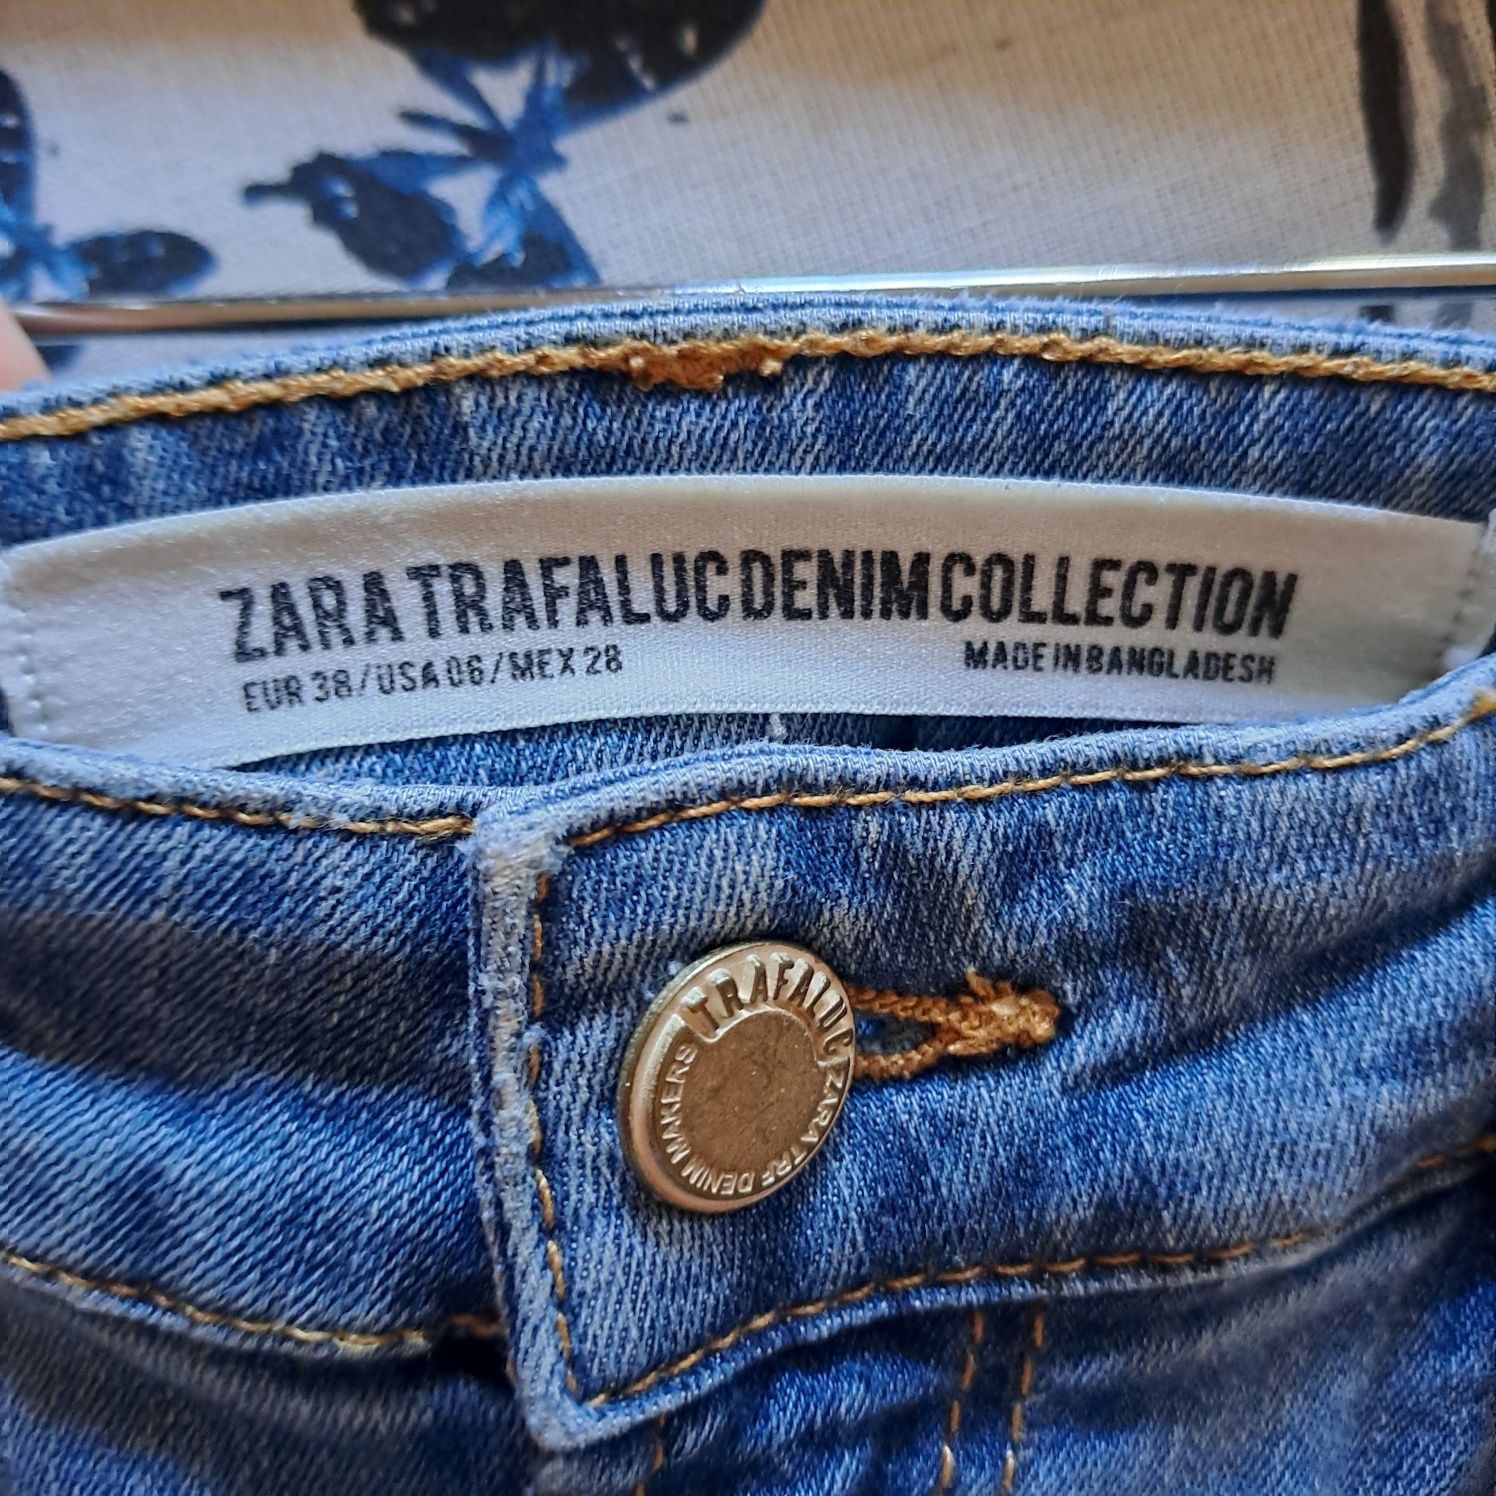 ZARA TRAFALUC DENIM COLLECTION
EUR 38/USA 06/MEX 28
MADE IN BANGLADESH
TRAFALUC
ZARA TRF DENIM MAKERS